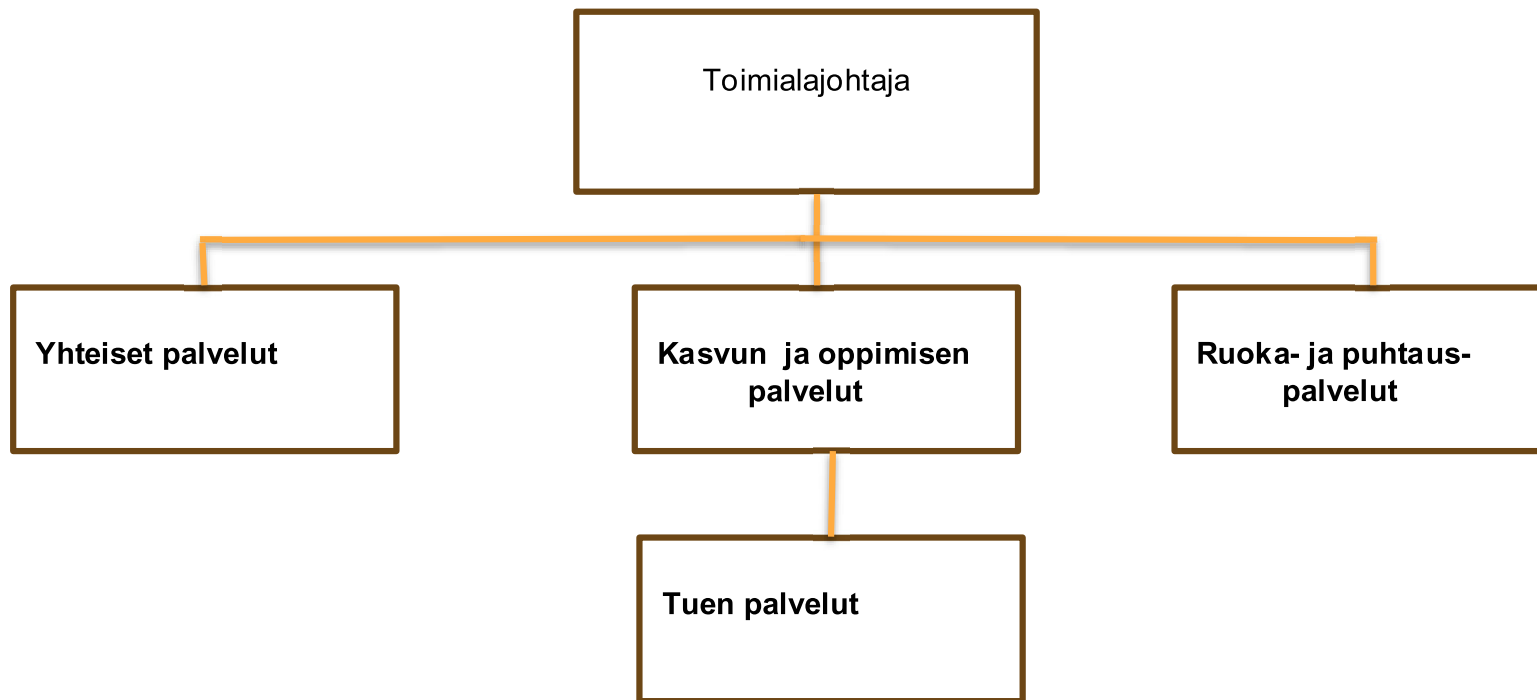 Toimialajohtaja
Yhteiset palvelut
Kasvun ja oppimisen
palvelut
Ruoka- ja puhtaus-
palvelut
Tuen palvelut